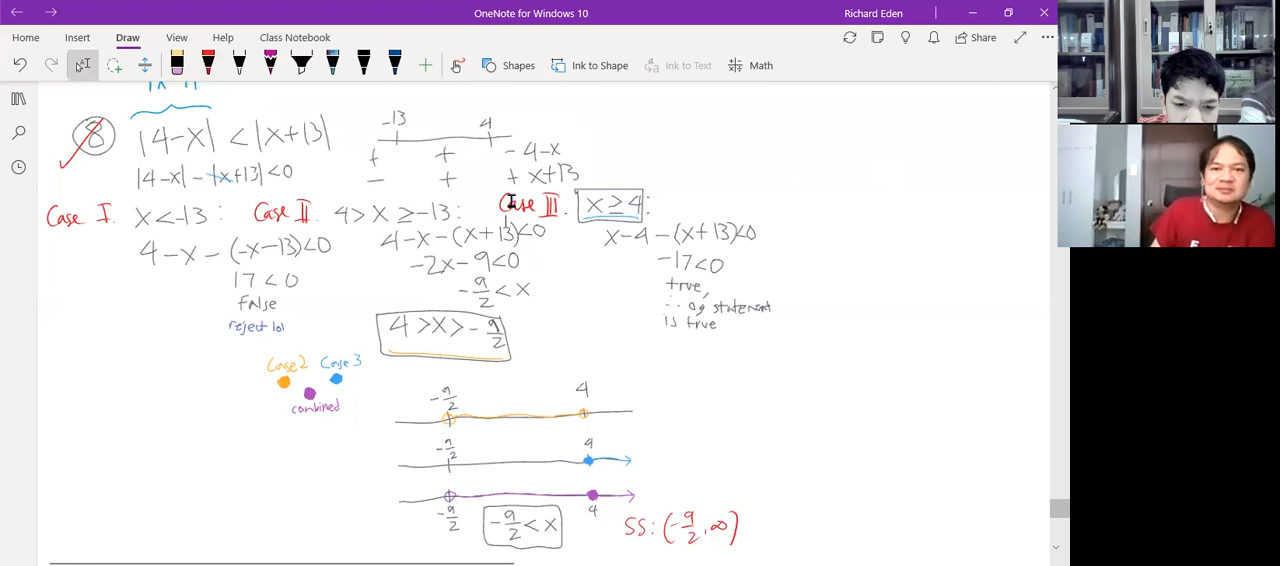 OneNote for Windows 10
Richard Eden
Home Insert Draw View Help Class Notebook
Share
Shapes Ink to Shape Ink to Text Math
8 |4-x| < |x+13|
|4-x| - |x+13| < 0
-13 4
+ + - 4-x
- + + x+13
Case I. x < -13 :
4-x - (-x-13) < 0
17 < 0
false
reject lol
Case II. 4 > x ≥ -13 :
4-x - (x+13) < 0
-2x - 9 < 0
-9/2 < x
4 > x > -9/2
Case III. x ≥ 4 :
x-4 - (x+13) < 0
-17 < 0
true,
∴ og statement
is true
Case 2 Case 3
combined
-9/2 4
-9/2 4
-9/2 4
-9/2 < x
SS: (-9/2, ∞)